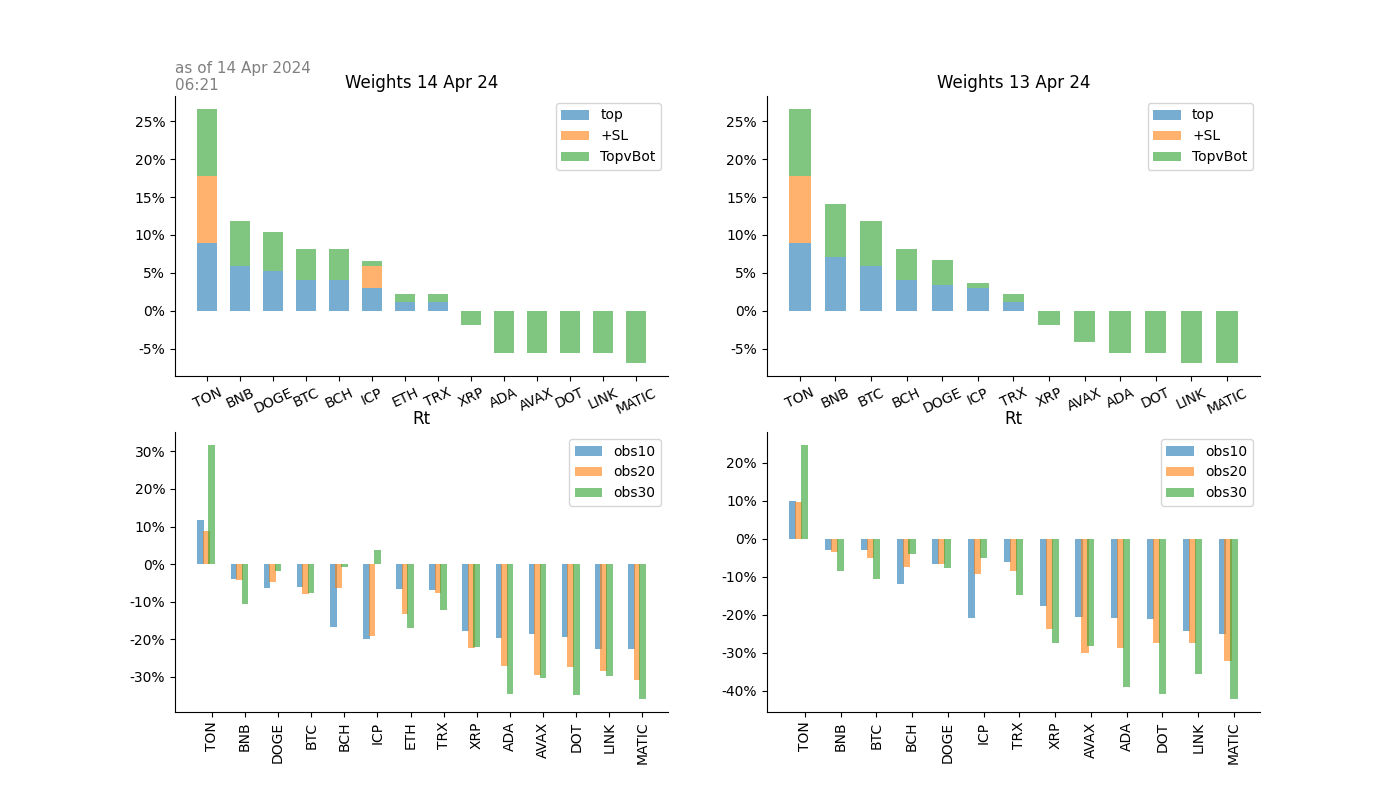 as of 14 Apr 2024
06:21
Weights 14 Apr 24
25%
20%
15%
10%
5%
0%
-5%
top
+SL
TopvBot
TON BNB DOGE BTC BCH ICP ETH TRX XRP ADA AVAX DOT LINK MATIC
Weights 13 Apr 24
25%
20%
15%
10%
5%
0%
-5%
top
+SL
TopvBot
TON BNB BTC BCH DOGE ICP TRX XRP AVAX ADA DOT LINK MATIC
Rt
30%
20%
10%
0%
-10%
-20%
-30%
obs10
obs20
obs30
TON BNB DOGE BTC BCH ICP ETH TRX XRP ADA AVAX DOT LINK MATIC
Rt
20%
10%
0%
-10%
-20%
-30%
-40%
obs10
obs20
obs30
TON BNB BTC BCH DOGE ICP TRX XRP AVAX ADA DOT LINK MATIC